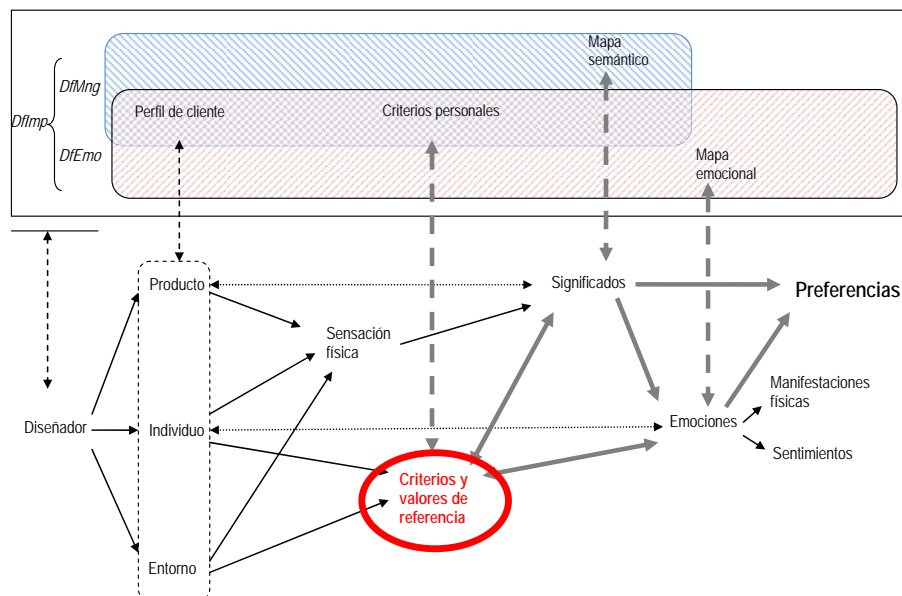 Mapa
semántico
DfMng
DfImp
DfEmo
Perfil de cliente
Criterios personales
Mapa
emocional
Producto
Significados
Preferencias
Sensación
física
Manifestaciones
físicas
Diseñador
Individuo
Emociones
Sentimientos
Criterios y
valores de
referencia
Entorno